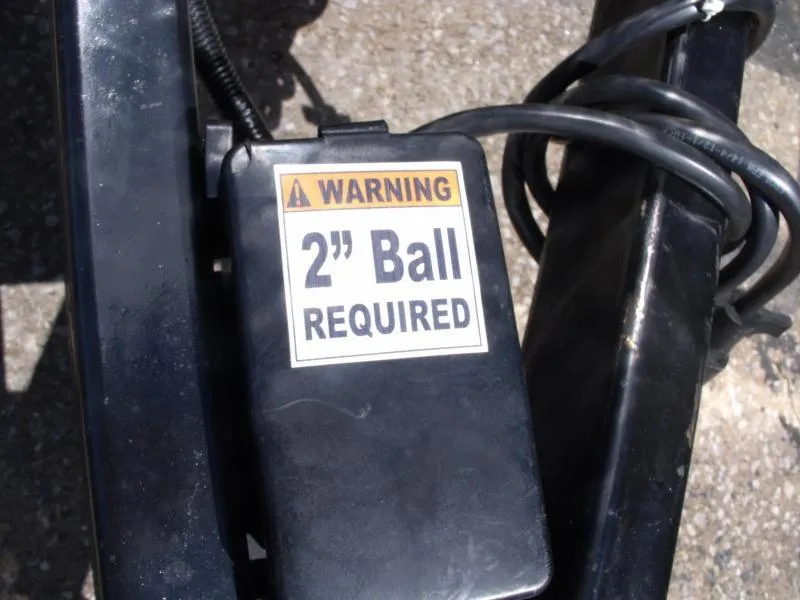 WARNING
2” Ball
REQUIRED